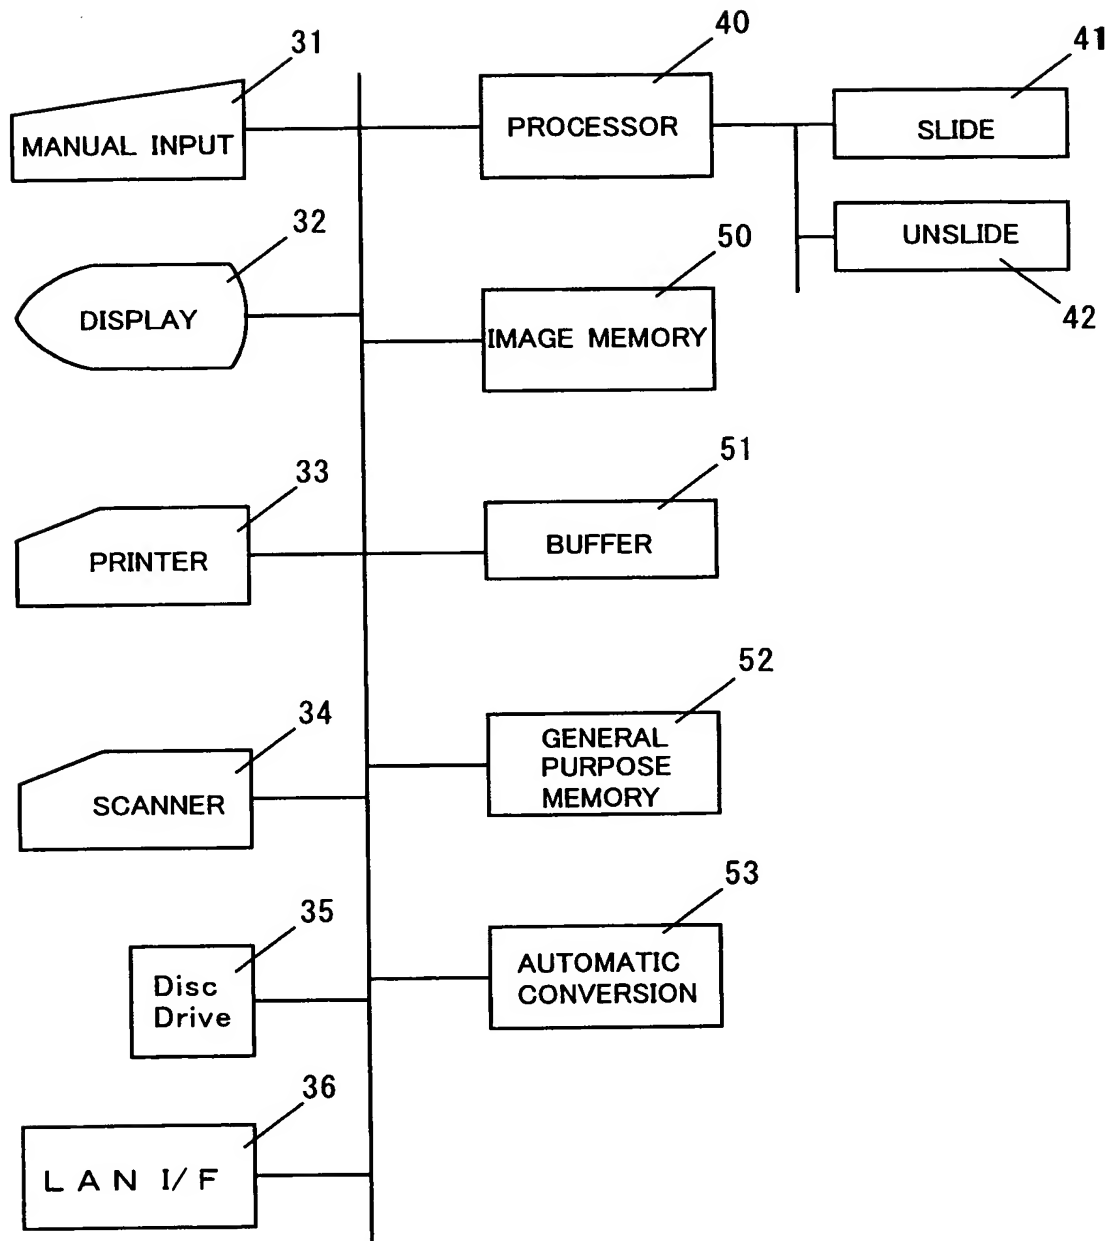 31
MANUAL INPUT
40
PROCESSOR
41
SLIDE
UNSLIDE
42
32
DISPLAY
50
IMAGE MEMORY
33
PRINTER
51
BUFFER
34
SCANNER
52
GENERAL
PURPOSE
MEMORY
35
Disc
Drive
53
AUTOMATIC
CONVERSION
36
LAN I/F